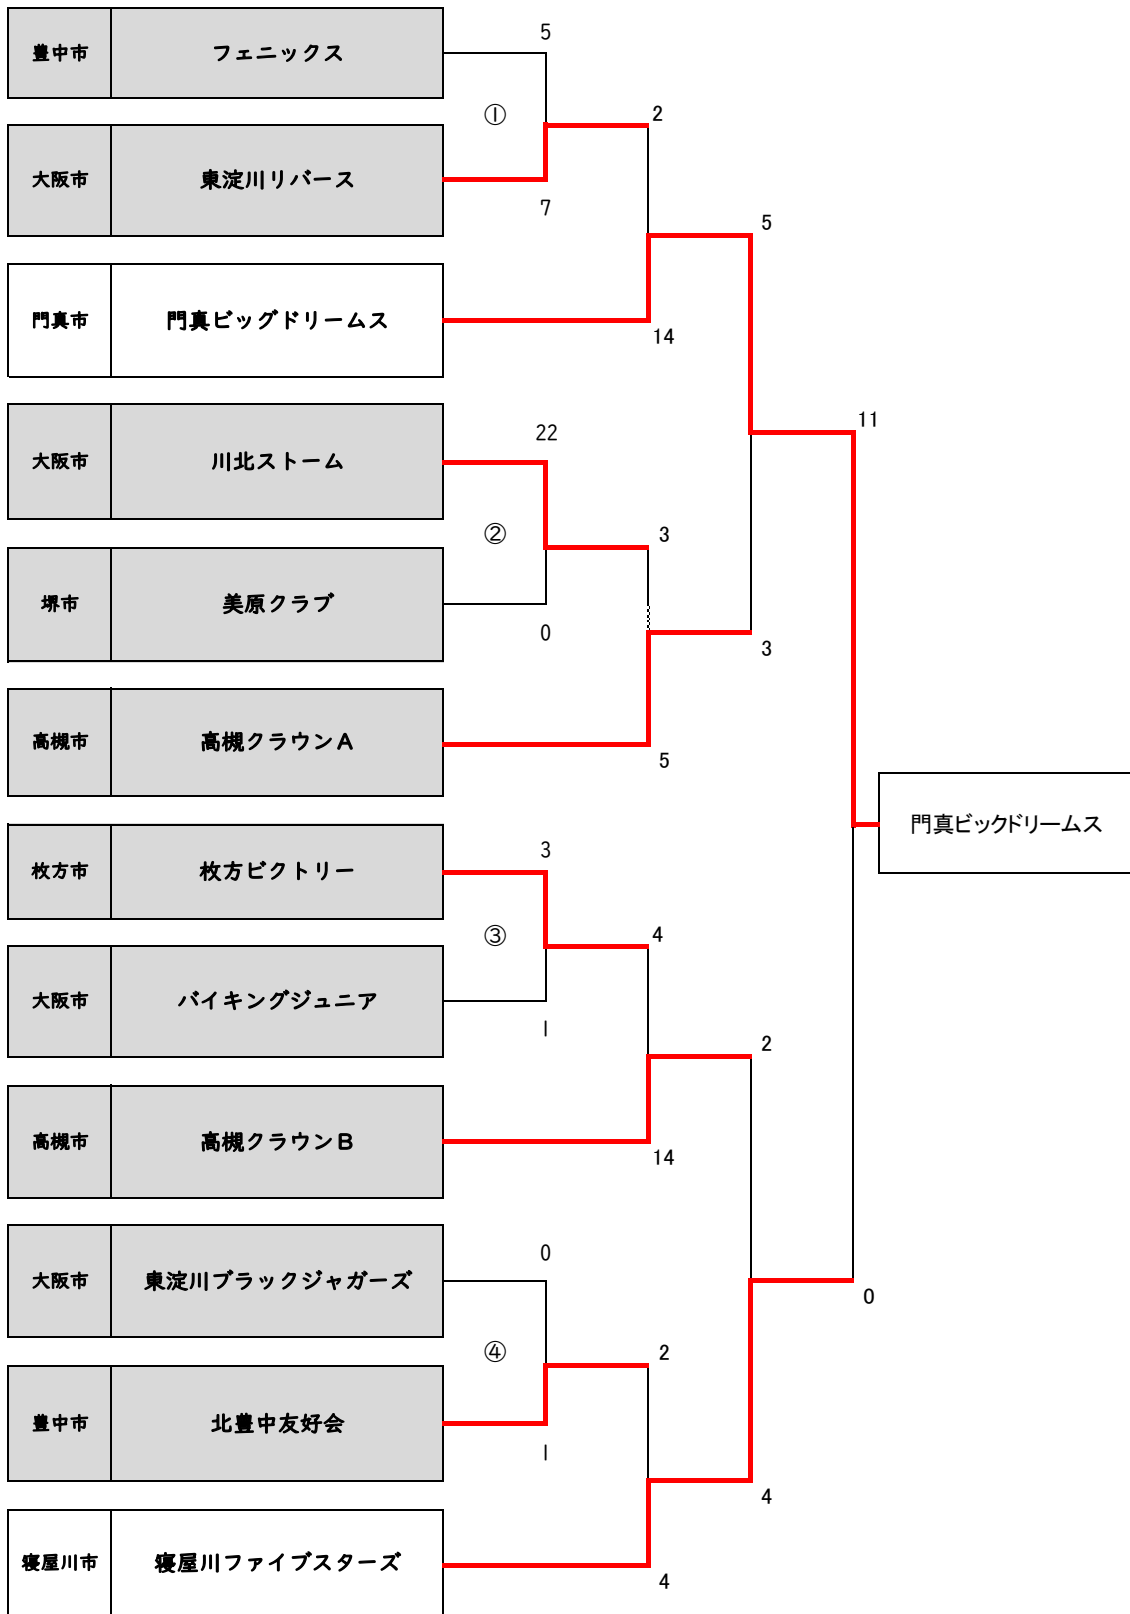 豊中市 フェニックス 5
① 2
大阪市 東淀川リバース 7
5
門真市 門真ビッグドリームス 14
11
大阪市 川北ストーム 22
② 3
堺市 美原クラブ 0
3
高槻市 高槻クラウンA 5
門真ビックドリームス
枚方市 枚方ビクトリー 3
③ 4
大阪市 バイキングジュニア 1
2
高槻市 高槻クラウンB 14
大阪市 東淀川ブラックジャガーズ 0
0
④ 2
豊中市 北豊中友好会 1
4
寝屋川市 寝屋川ファイブスターズ 4